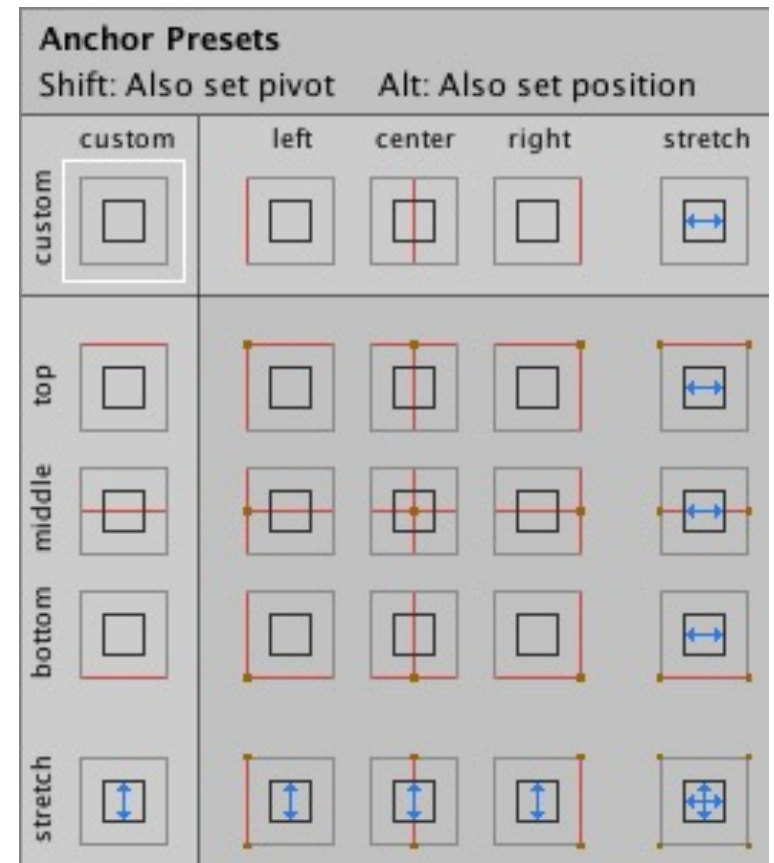 Anchor Presets
Shift: Also set pivot Alt: Also set position
custom left center right stretch
custom
top
middle
bottom
stretch